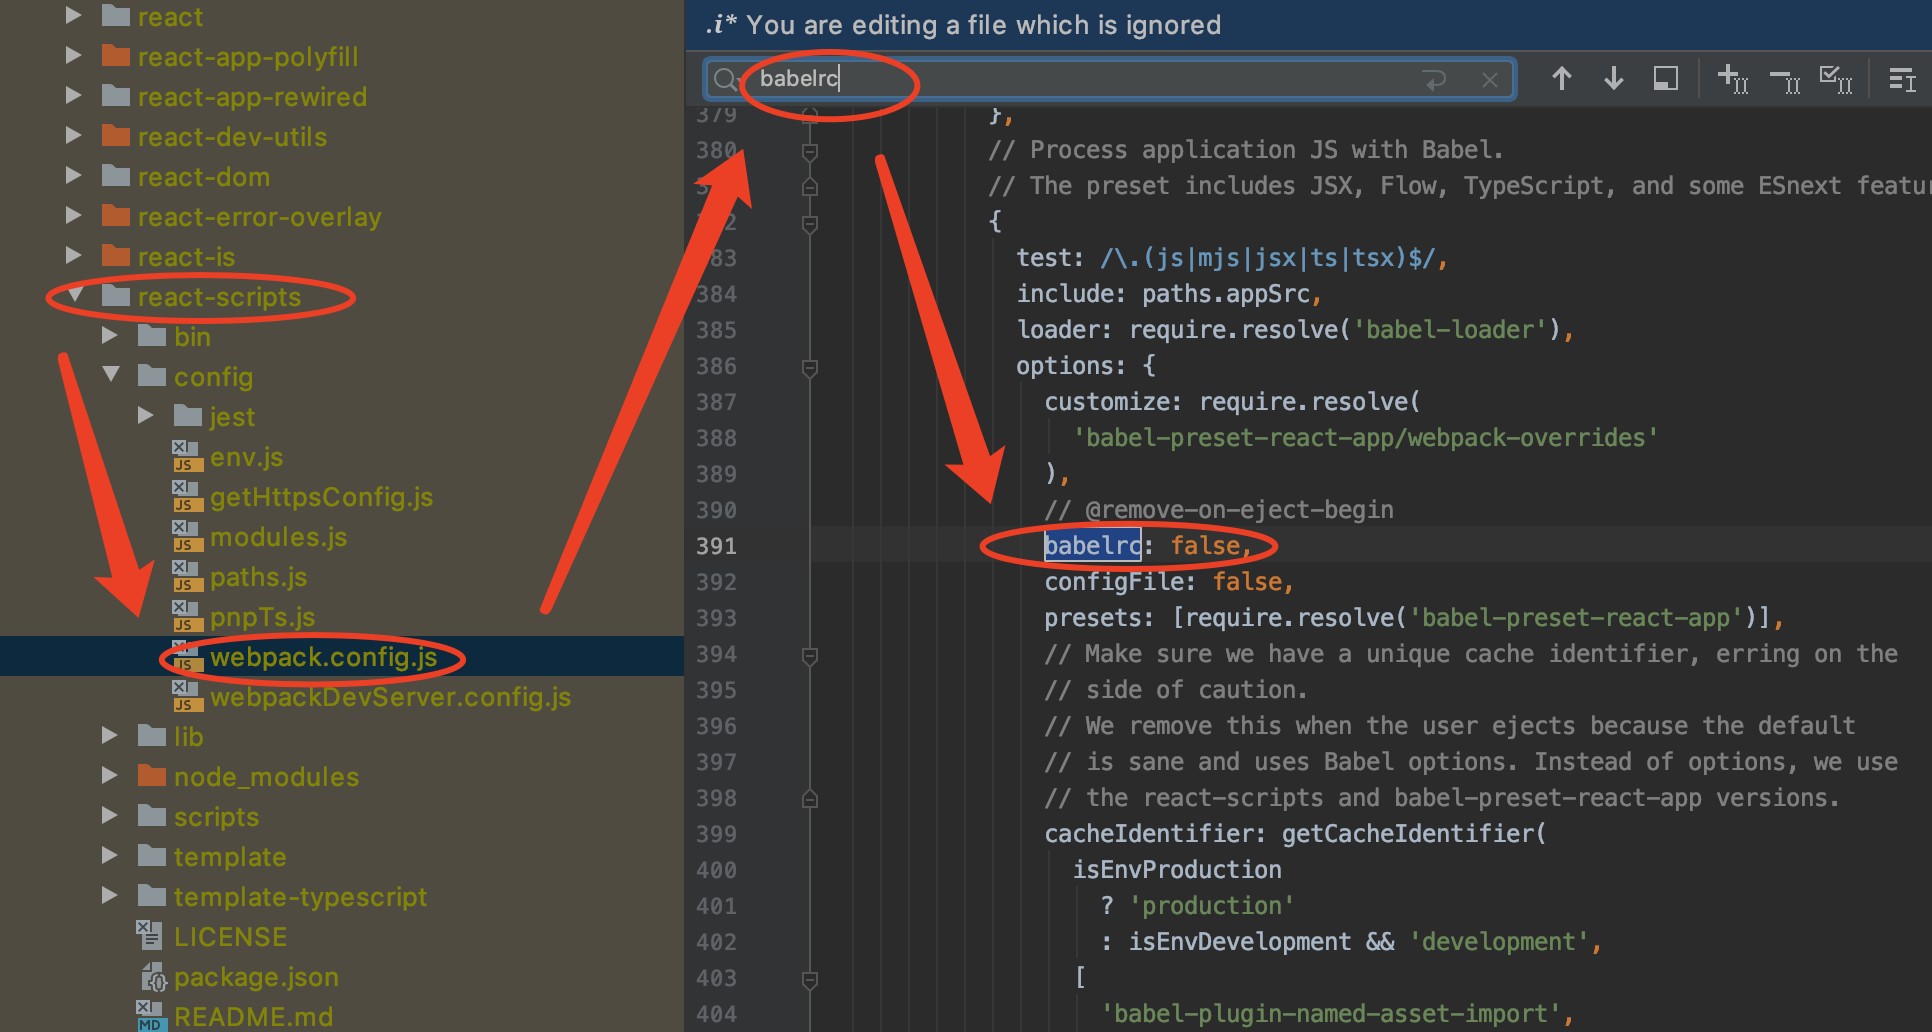 react
react-app-polyfill
react-app-rewired
react-dev-utils
react-dom
react-error-overlay
react-is
react-scripts
bin
config
jest
env.js
getHttpsConfig.js
modules.js
paths.js
pnpTs.js
webpack.config.js
webpackDevServer.config.js
lib
node_modules
scripts
template
template-typescript
LICENSE
package.json
README.md
.i* You are editing a file which is ignored
babelrc
379 },
380 // Process application JS with Babel.
// The preset includes JSX, Flow, TypeScript, and some ESnext featur
{
383 test: /\.(js|mjs|jsx|ts|tsx)$/,
384 include: paths.appSrc,
385 loader: require.resolve('babel-loader'),
386 options: {
387 customize: require.resolve(
388 'babel-preset-react-app/webpack-overrides'
389 ),
390 // @remove-on-eject-begin
391 babelrc: false,
392 configFile: false,
393 presets: [require.resolve('babel-preset-react-app')],
394 // Make sure we have a unique cache identifier, erring on the
395 // side of caution.
396 // We remove this when the user ejects because the default
397 // is sane and uses Babel options. Instead of options, we use
398 // the react-scripts and babel-preset-react-app versions.
399 cacheIdentifier: getCacheIdentifier(
400 isEnvProduction
401 ? 'production'
402 : isEnvDevelopment && 'development',
403 [
404 'babel-plugin-named-asset-import',